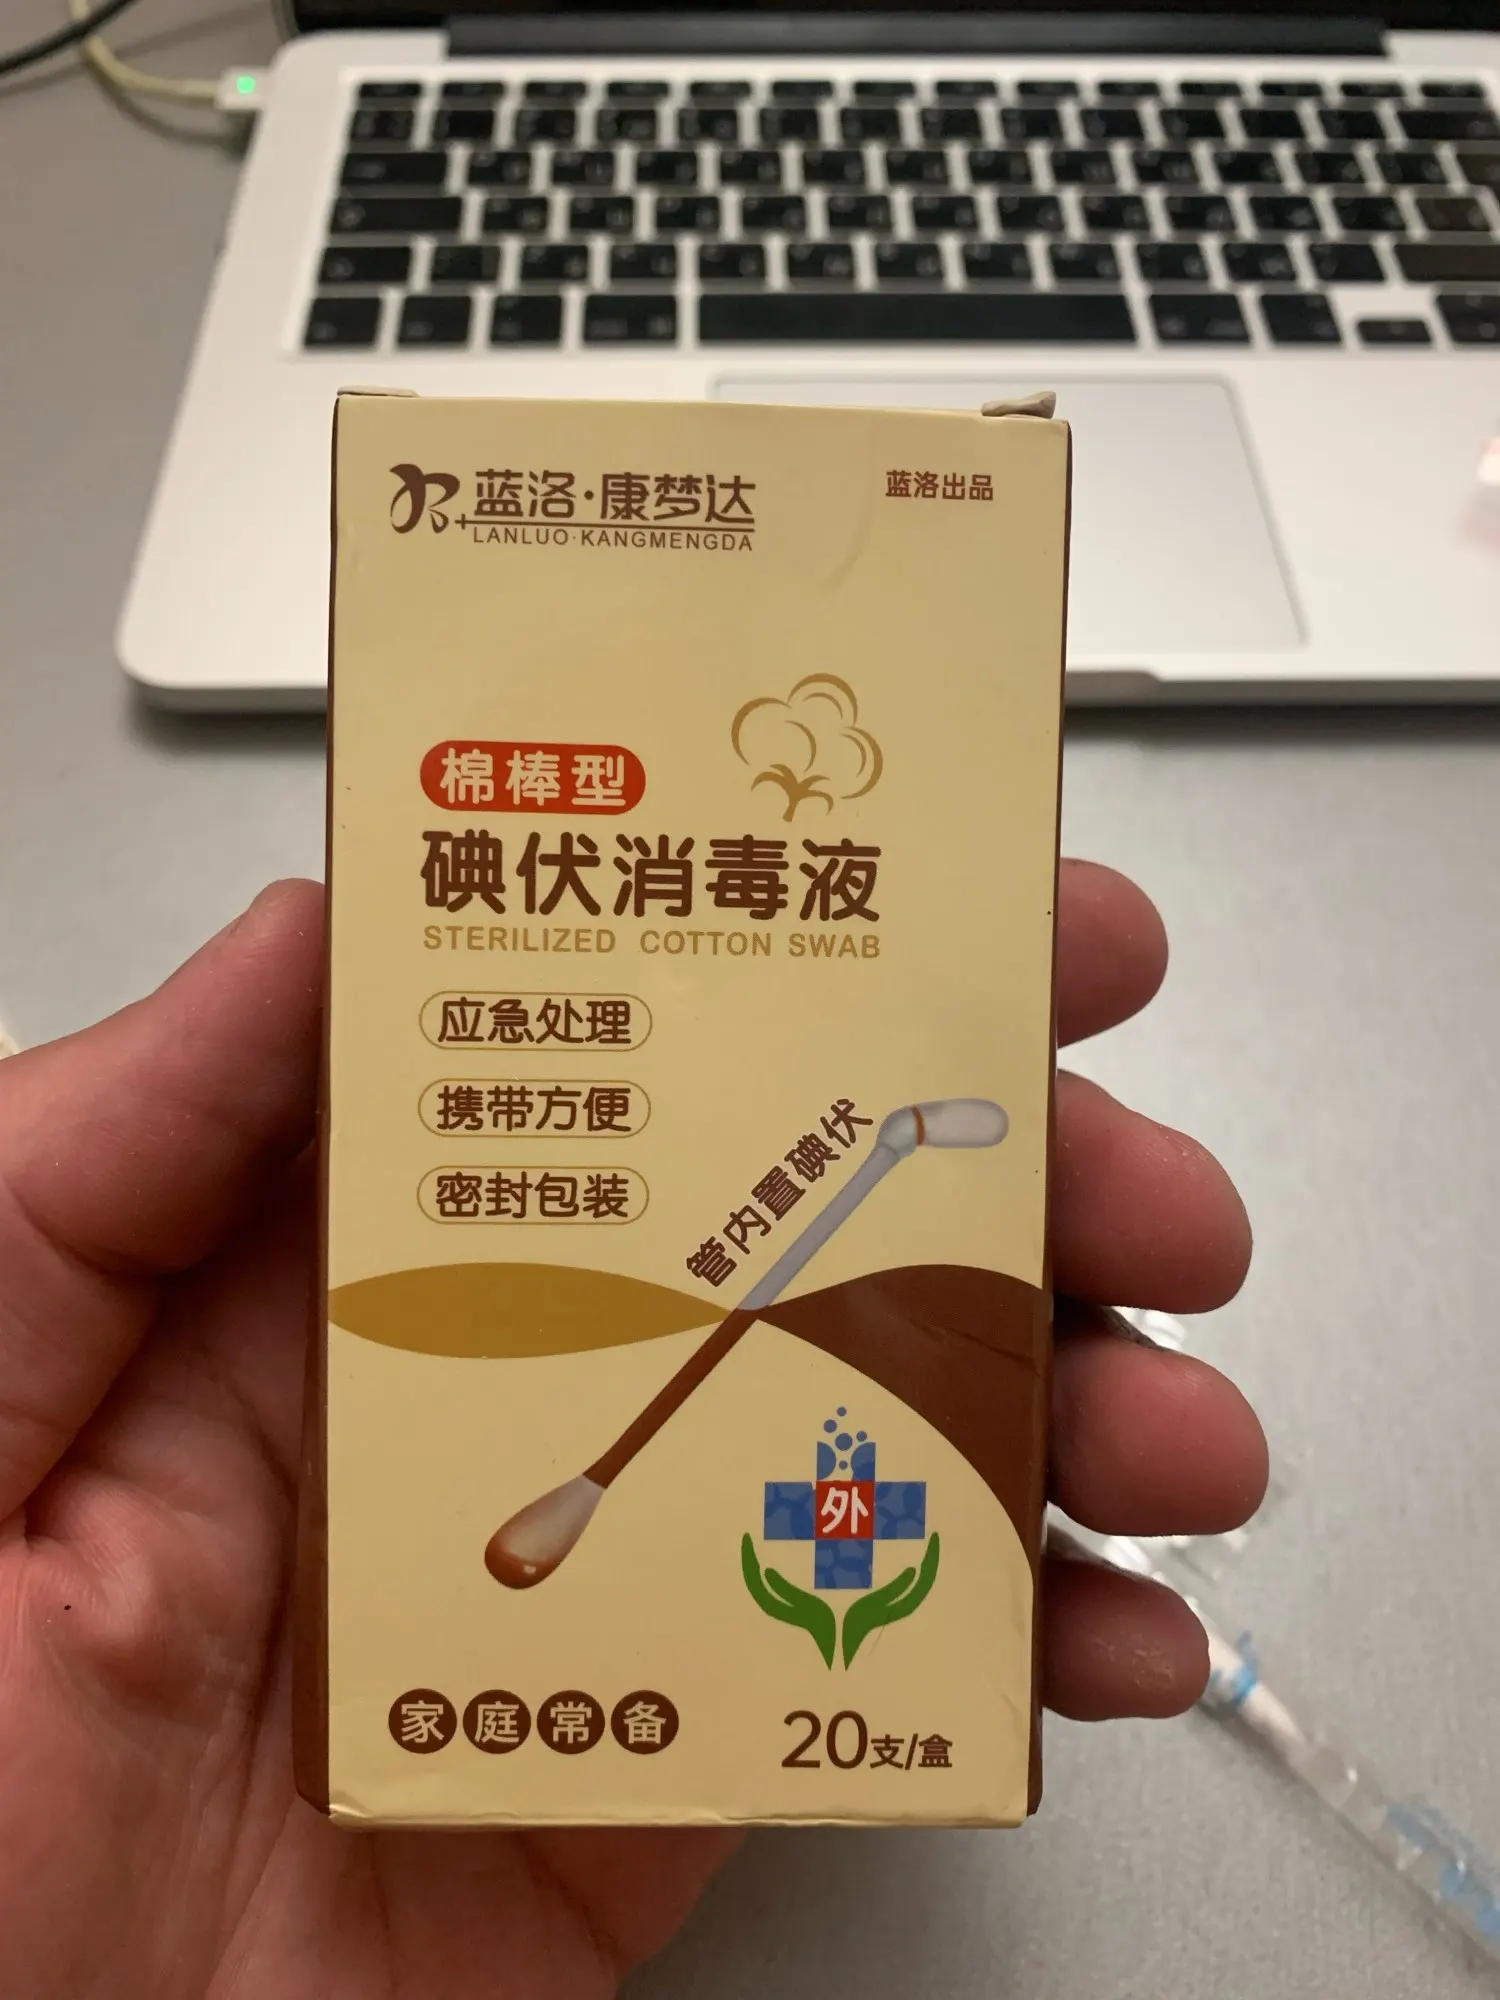 蓝洛·康梦达
LANLUO·KANGMENGDA
蓝洛出品
棉棒型
碘伏消毒液
STERILIZED COTTON SWAB
应急处理
携带方便
密封包装
管内置碘伏
外
家庭常备
20支/盒